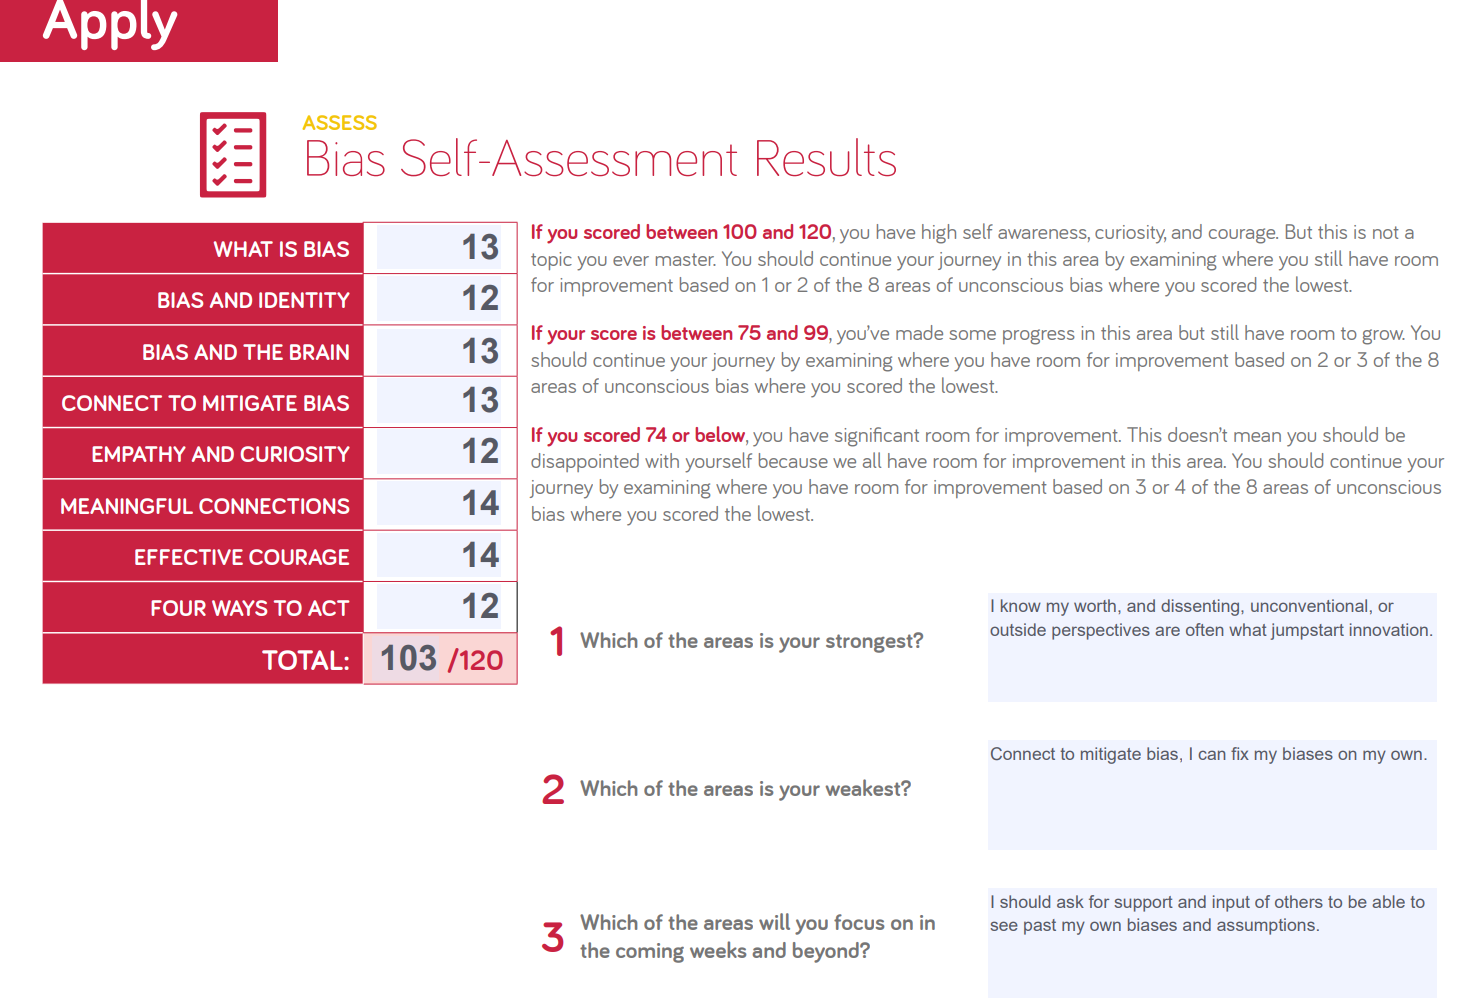 Apply
ASSESS
Bias Self-Assessment Results
WHAT IS BIAS 13
BIAS AND IDENTITY 12
BIAS AND THE BRAIN 13
CONNECT TO MITIGATE BIAS 13
EMPATHY AND CURIOSITY 12
MEANINGFUL CONNECTIONS 14
EFFECTIVE COURAGE 14
FOUR WAYS TO ACT 12
TOTAL: 103 /120
If you scored between 100 and 120, you have high self awareness, curiosity, and courage. But this is not a
topic you ever master. You should continue your journey in this area by examining where you still have room
for improvement based on 1 or 2 of the 8 areas of unconscious bias where you scored the lowest.
If your score is between 75 and 99, you've made some progress in this area but still have room to grow. You
should continue your journey by examining where you have room for improvement based on 2 or 3 of the 8
areas of unconscious bias where you scored the lowest.
If you scored 74 or below, you have significant room for improvement. This doesn't mean you should be
disappointed with yourself because we all have room for improvement in this area. You should continue your
journey by examining where you have room for improvement based on 3 or 4 of the 8 areas of unconscious
bias where you scored the lowest.
1 Which of the areas is your strongest?
I know my worth, and dissenting, unconventional, or
outside perspectives are often what jumpstart innovation.
2 Which of the areas is your weakest?
Connect to mitigate bias, I can fix my biases on my own.
3 Which of the areas will you focus on in
the coming weeks and beyond?
I should ask for support and input of others to be able to
see past my own biases and assumptions.